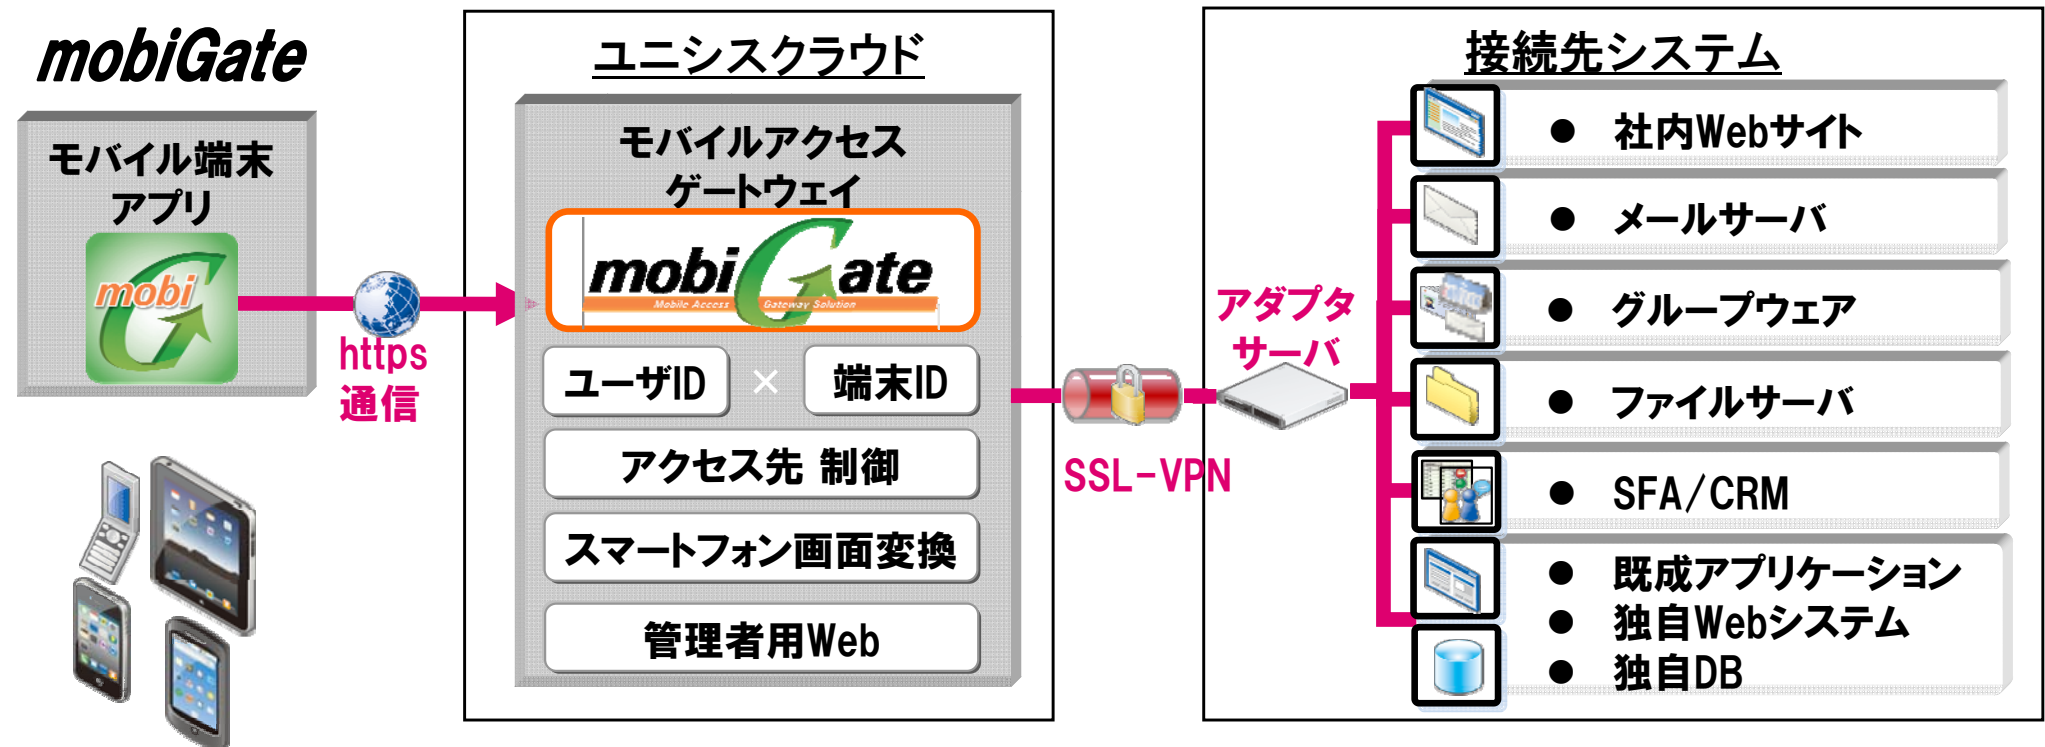 mobiGate
モバイル端末
アプリ
mobi
https
通信
ユニシスクラウド
モバイルアクセス
ゲートウェイ
mobiGate
Mobile Access Gateway Solution
ユーザID × 端末ID
アクセス先 制御
スマートフォン画面変換
管理者用Web
SSL-VPN
接続先システム
アダプタ
サーバ
● 社内Webサイト
● メールサーバ
● グループウェア
● ファイルサーバ
● SFA/CRM
● 既成アプリケーション
● 独自Webシステム
● 独自DB